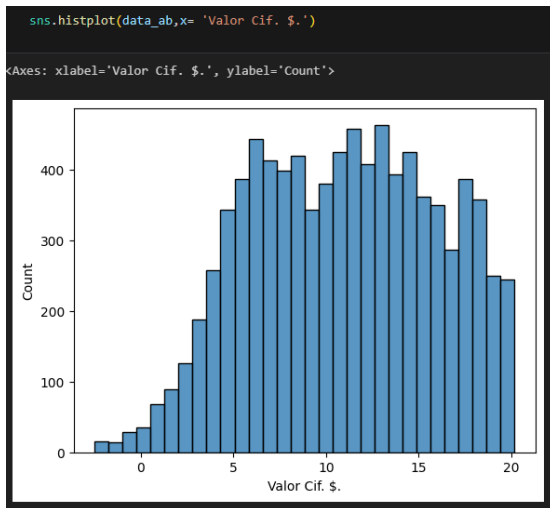 sns.histplot(data_ab,x= 'Valor Cif. $.')
<Axes: xlabel='Valor Cif. $.', ylabel='Count'>
400
300
200
100
0
Count
0 5 10 15 20
Valor Cif. $.